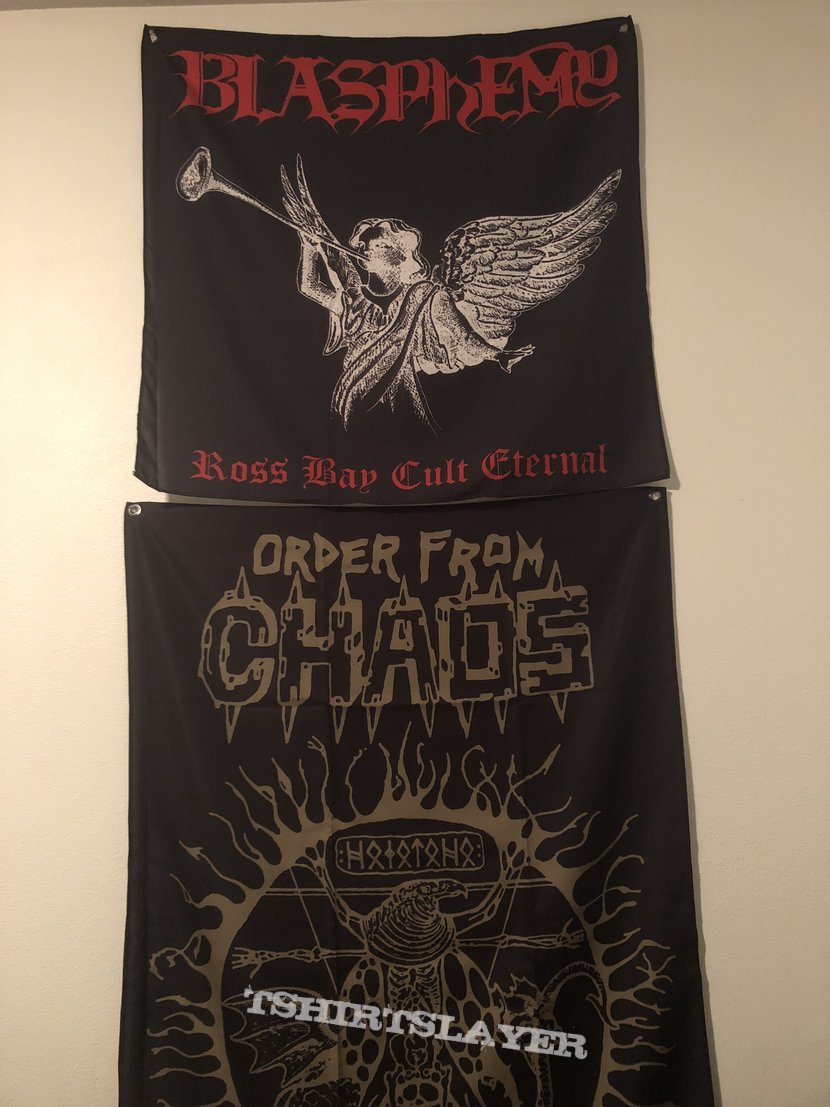 BLASPHEMY
Ross Bay Cult Eternal
ORDER FROM
CHAOS
TSHIRTSLAYER